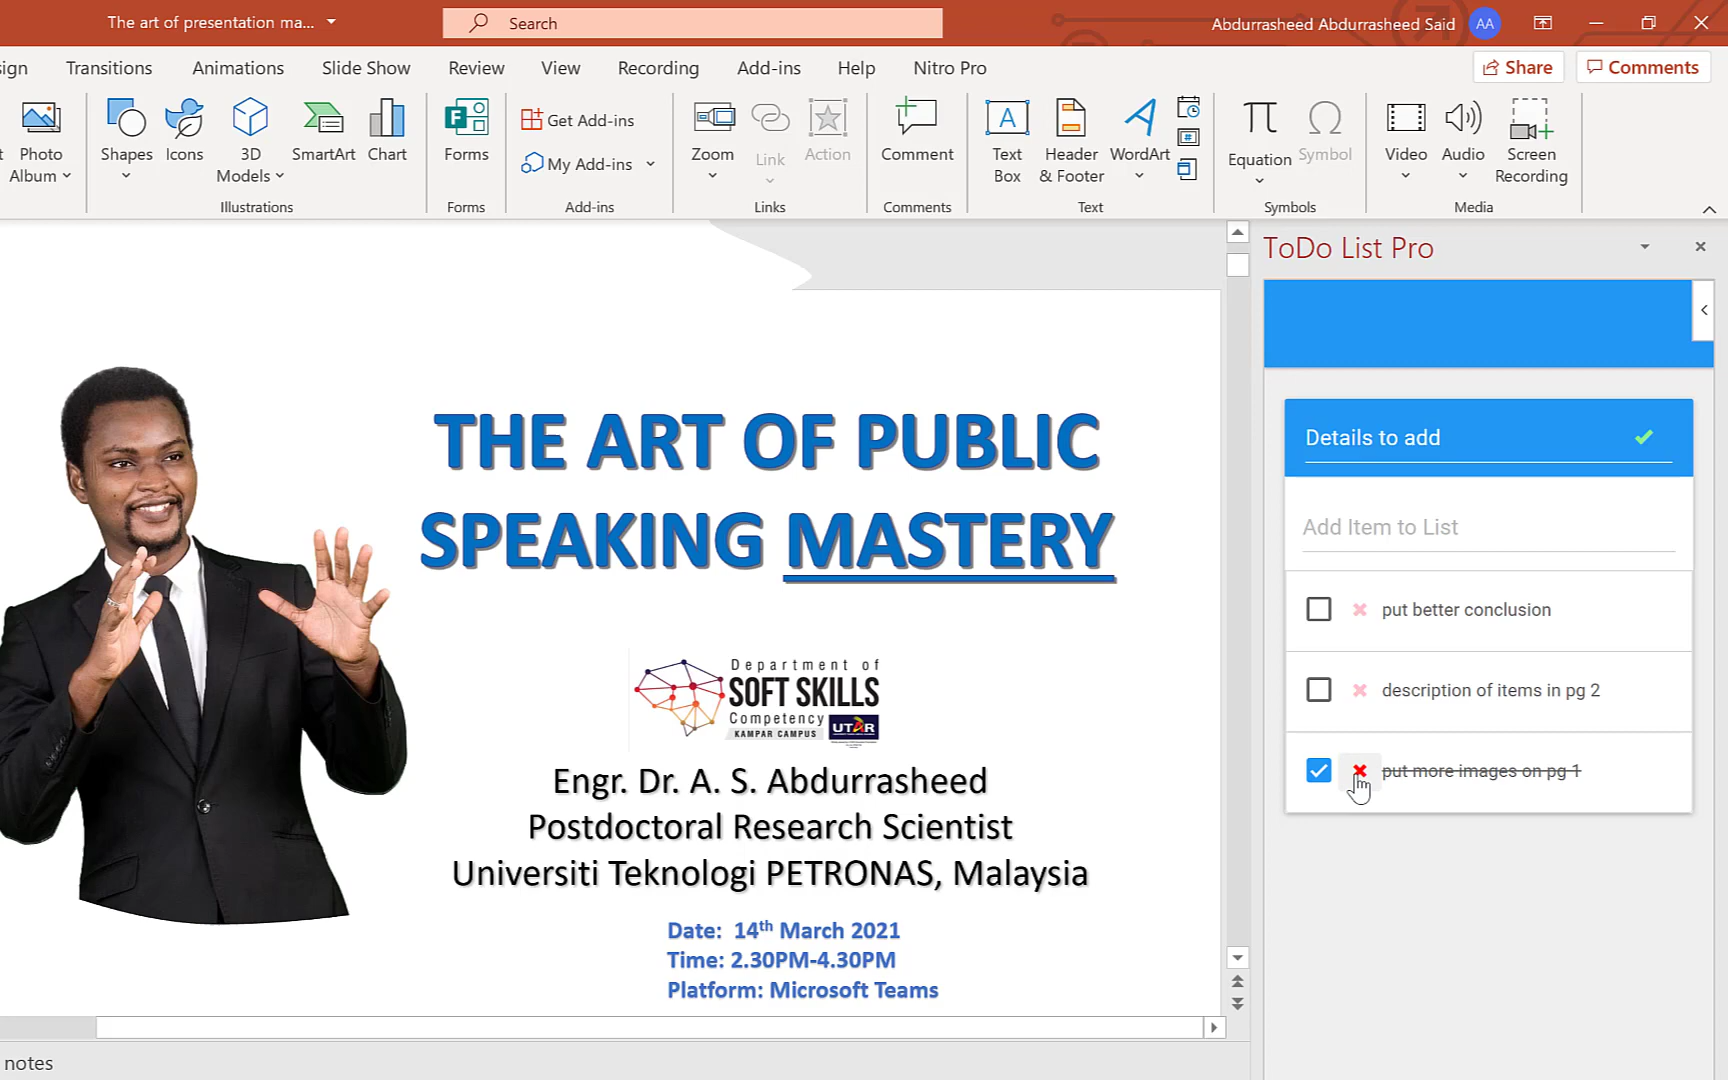 The art of presentation ma...
Search
Abdurrasheed Abdurrasheed Said
AA
sign
Transitions
Animations
Slide Show
Review
View
Recording
Add-ins
Help
Nitro Pro
Share
Comments
Photo Album
Shapes
Icons
3D Models
SmartArt
Chart
Illustrations
Forms
Forms
Get Add-ins
My Add-ins
Add-ins
Zoom
Link
Action
Links
Comment
Comments
Text Box
Header & Footer
WordArt
Text
Equation
Symbol
Symbols
Video
Audio
Screen Recording
Media
THE ART OF PUBLIC
SPEAKING MASTERY
Department of
SOFT SKILLS
Competency
KAMPAR CAMPUS
UTAR
Engr. Dr. A. S. Abdurrasheed
Postdoctoral Research Scientist
Universiti Teknologi PETRONAS, Malaysia
Date: 14th March 2021
Time: 2.30PM-4.30PM
Platform: Microsoft Teams
notes
ToDo List Pro
Details to add
Add Item to List
put better conclusion
description of items in pg 2
put more images on pg 1